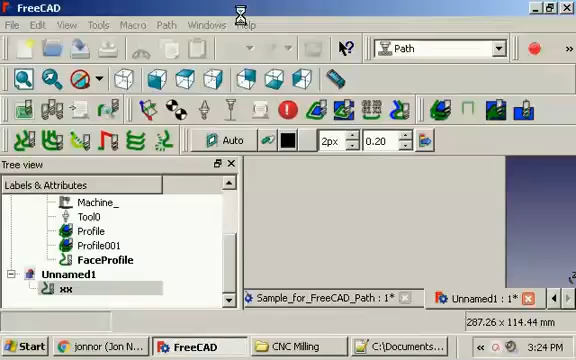 FreeCAD
File Edit View Tools Macro Path Windows Help
Path
Auto 2px 0.20
Tree view
Labels & Attributes
Machine_
Tool0
Profile
Profile001
FaceProfile
Unnamed1
xx
Sample_for_FreeCAD_Path : 1*
Unnamed1 : 1*
287.26 x 114.44 mm
Start jonnor (Jon N... FreeCAD CNC Milling C:\Documents... 3:24 PM